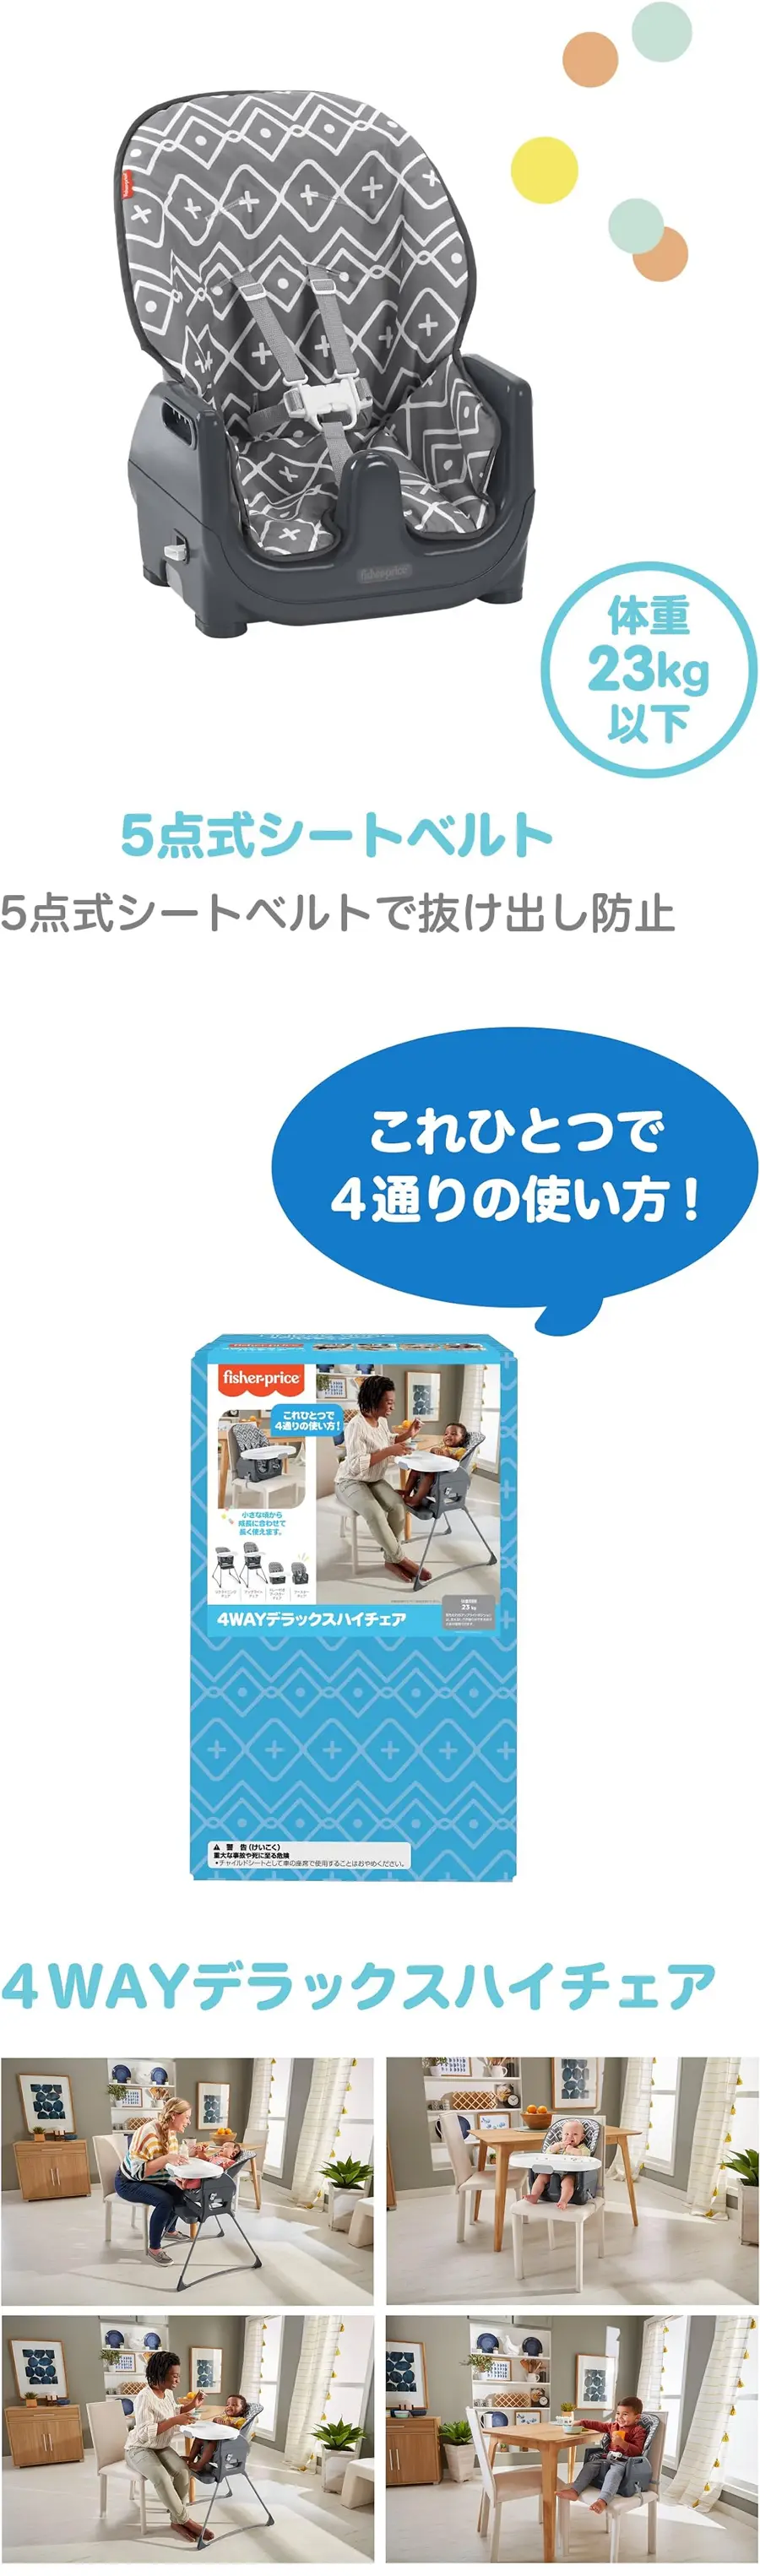 fisher-price
体重
23kg
以下
5点式シートベルト
5点式シートベルトで抜け出し防止
これひとつで
4通りの使い方！
fisher-price
これひとつで
4通りの使い方！
小さな頃から
成長に合わせて
長く使えます。
23 kg
4WAYデラックスハイチェア
警 告（けいこく）
重大な事故や死に至る危険
•チャイルドシートとして車の座席で使用することはおやめください。
4WAYデラックスハイチェア